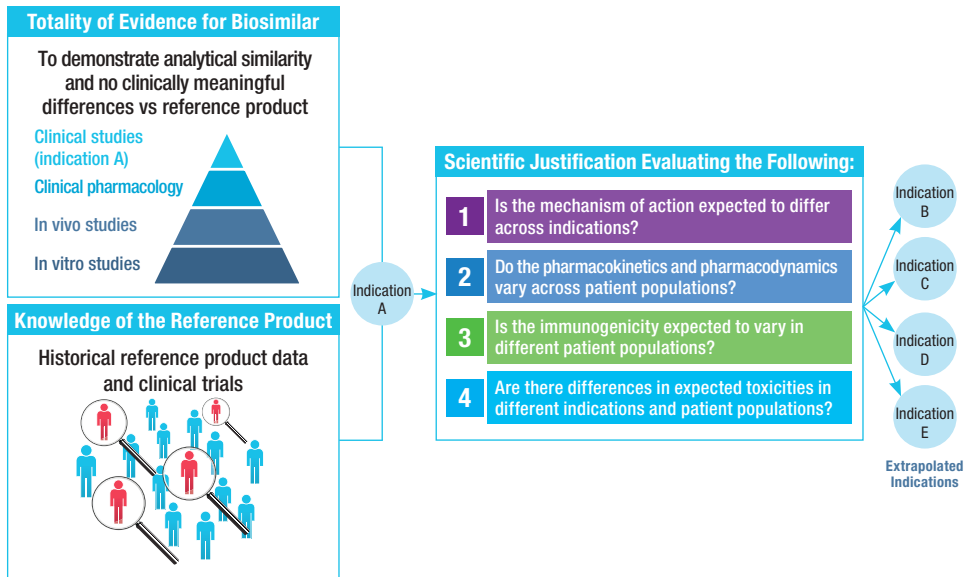 Totality of Evidence for Biosimilar
To demonstrate analytical similarity
and no clinically meaningful
differences vs reference product
Clinical studies
(indication A)
Clinical pharmacology
In vivo studies
In vitro studies
Knowledge of the Reference Product
Historical reference product data
and clinical trials
Indication
A
Scientific Justification Evaluating the Following:
1
Is the mechanism of action expected to differ
across indications?
2
Do the pharmacokinetics and pharmacodynamics
vary across patient populations?
3
Is the immunogenicity expected to vary in
different patient populations?
4
Are there differences in expected toxicities in
different indications and patient populations?
Indication
B
Indication
C
Indication
D
Indication
E
Extrapolated
Indications